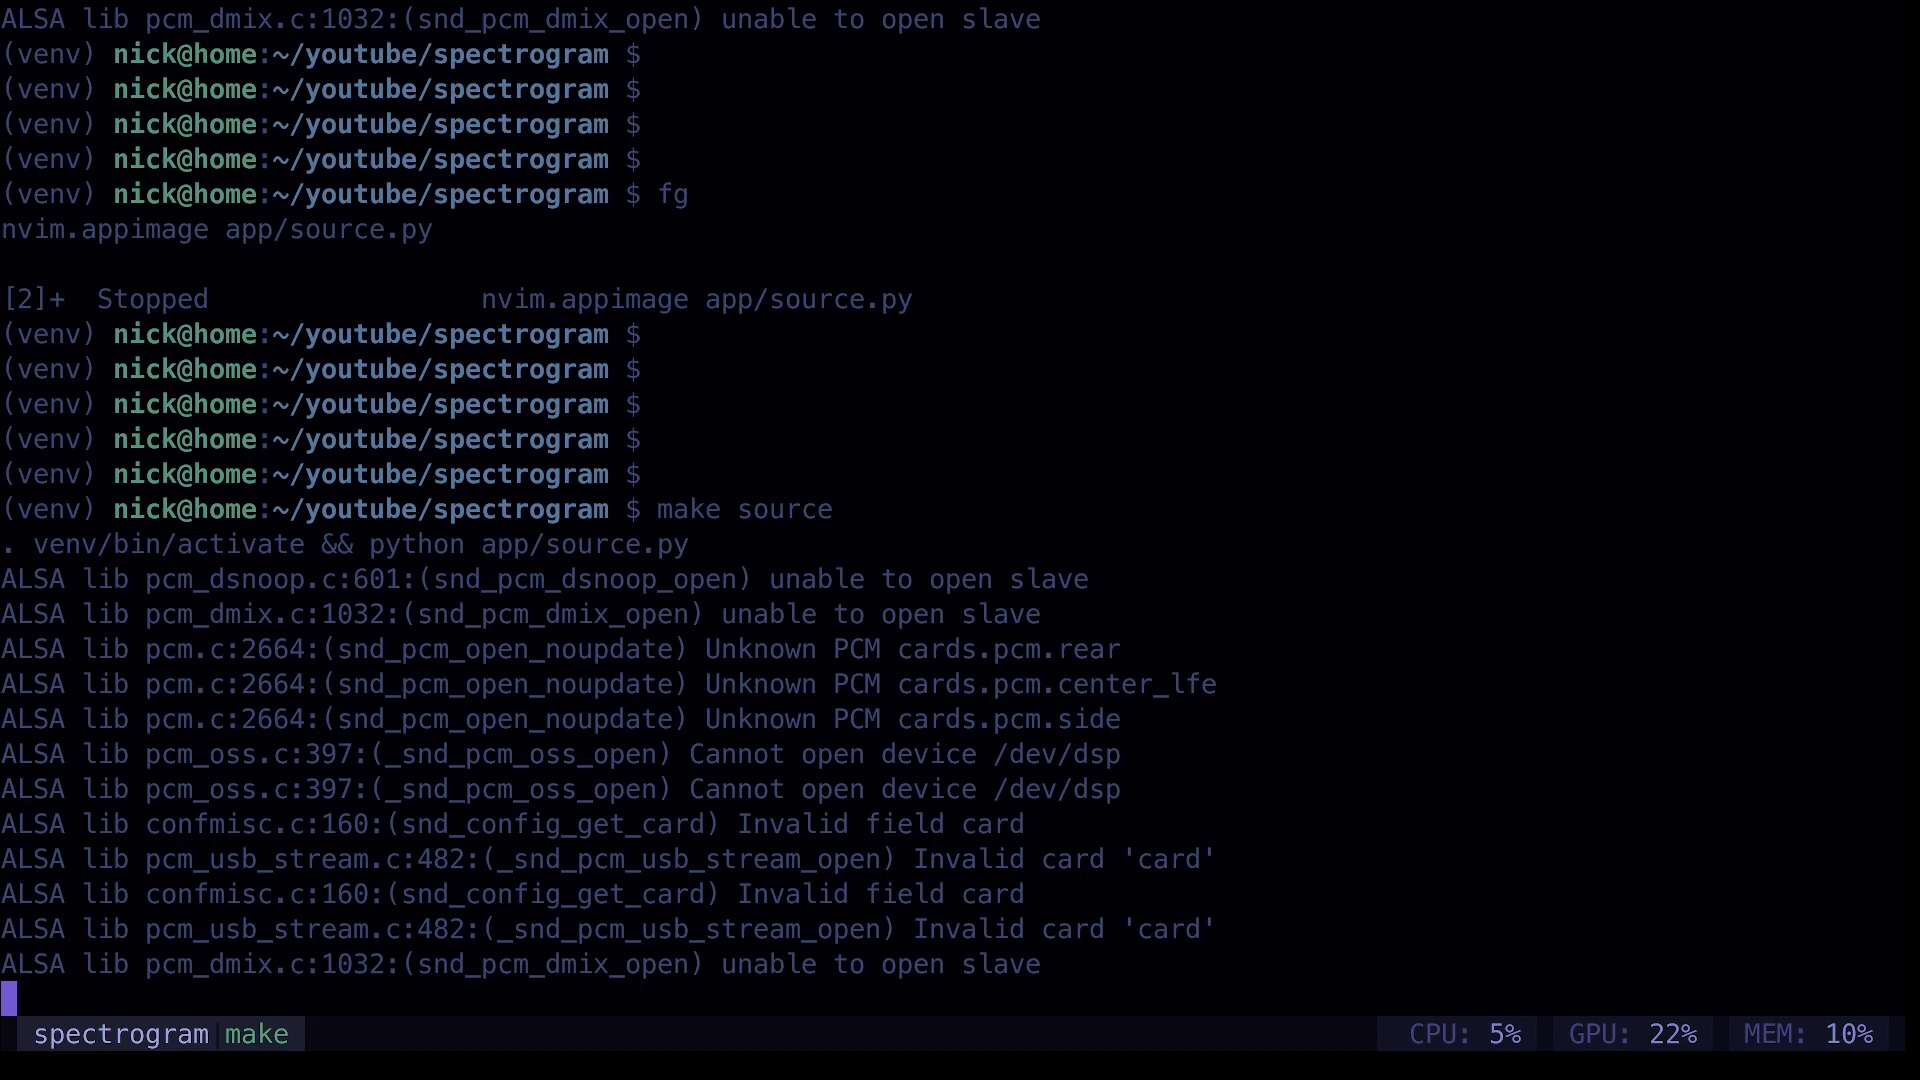 ALSA lib pcm_dmix.c:1032:(snd_pcm_dmix_open) unable to open slave
(venv) nick@home:~/youtube/spectrogram $
(venv) nick@home:~/youtube/spectrogram $
(venv) nick@home:~/youtube/spectrogram $
(venv) nick@home:~/youtube/spectrogram $
(venv) nick@home:~/youtube/spectrogram $ fg
nvim.appimage app/source.py
[2]+  Stopped                 nvim.appimage app/source.py
(venv) nick@home:~/youtube/spectrogram $
(venv) nick@home:~/youtube/spectrogram $
(venv) nick@home:~/youtube/spectrogram $
(venv) nick@home:~/youtube/spectrogram $
(venv) nick@home:~/youtube/spectrogram $
(venv) nick@home:~/youtube/spectrogram $ make source
. venv/bin/activate && python app/source.py
ALSA lib pcm_dsnoop.c:601:(snd_pcm_dsnoop_open) unable to open slave
ALSA lib pcm_dmix.c:1032:(snd_pcm_dmix_open) unable to open slave
ALSA lib pcm.c:2664:(snd_pcm_open_noupdate) Unknown PCM cards.pcm.rear
ALSA lib pcm.c:2664:(snd_pcm_open_noupdate) Unknown PCM cards.pcm.center_lfe
ALSA lib pcm.c:2664:(snd_pcm_open_noupdate) Unknown PCM cards.pcm.side
ALSA lib pcm_oss.c:397:(_snd_pcm_oss_open) Cannot open device /dev/dsp
ALSA lib pcm_oss.c:397:(_snd_pcm_oss_open) Cannot open device /dev/dsp
ALSA lib confmisc.c:160:(snd_config_get_card) Invalid field card
ALSA lib pcm_usb_stream.c:482:(_snd_pcm_usb_stream_open) Invalid card 'card'
ALSA lib confmisc.c:160:(snd_config_get_card) Invalid field card
ALSA lib pcm_usb_stream.c:482:(_snd_pcm_usb_stream_open) Invalid card 'card'
ALSA lib pcm_dmix.c:1032:(snd_pcm_dmix_open) unable to open slave
spectrogram make CPU: 5% GPU: 22% MEM: 10%